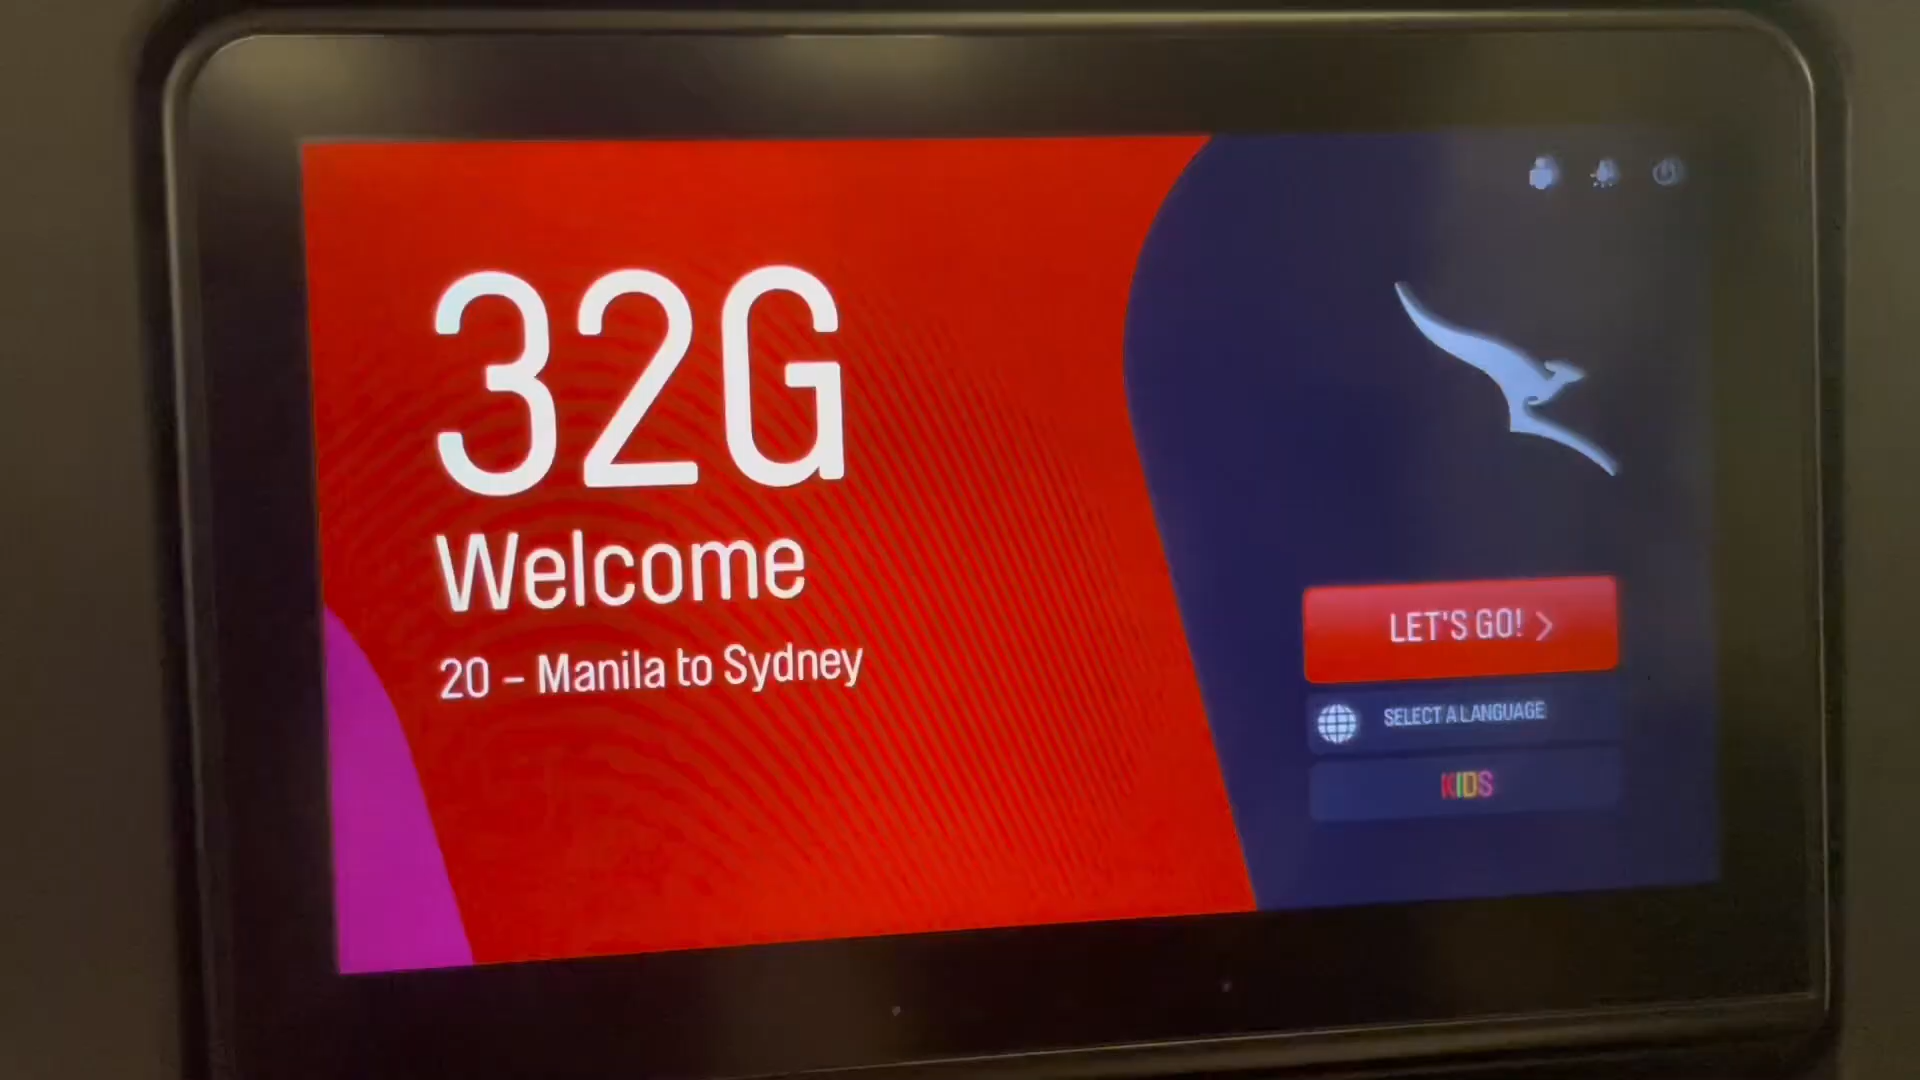 32G
Welcome
20 – Manila to Sydney
LET'S GO! >
SELECT A LANGUAGE
KIDS